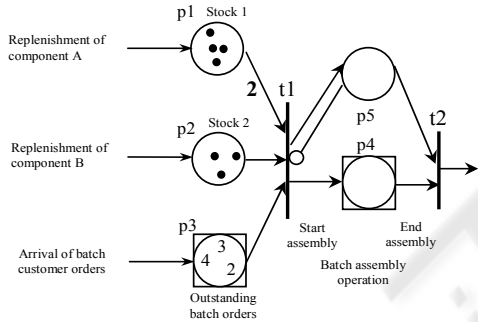 p1
Stock 1
Replenishment of
component A
2
t1
p5
t2
p2
Stock 2
p4
Replenishment of
component B
p3
3
4
2
Start
assembly
End
assembly
Arrival of batch
customer orders
Batch assembly
operation
Outstanding
batch orders